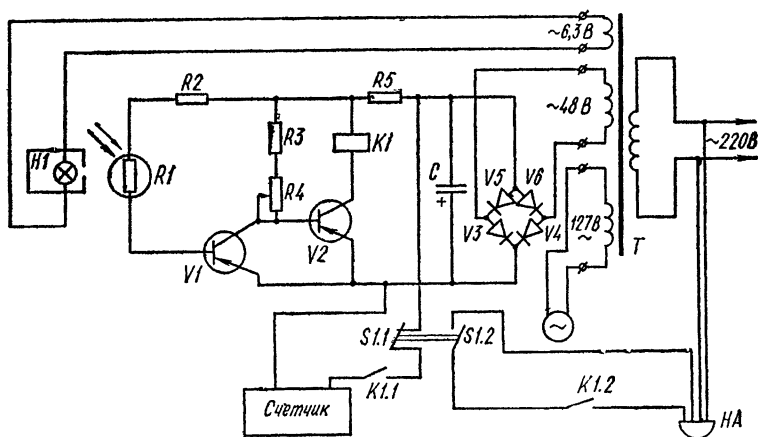 ~6,3 В
R2
R5
~48 В
H1
R1
R3
K1
R4
C
+
V5
V6
~220В
V1
V2
V3
V4
127В
~
T
~
S1.1
S1.2
K1.1
K1.2
Счетчик
НА